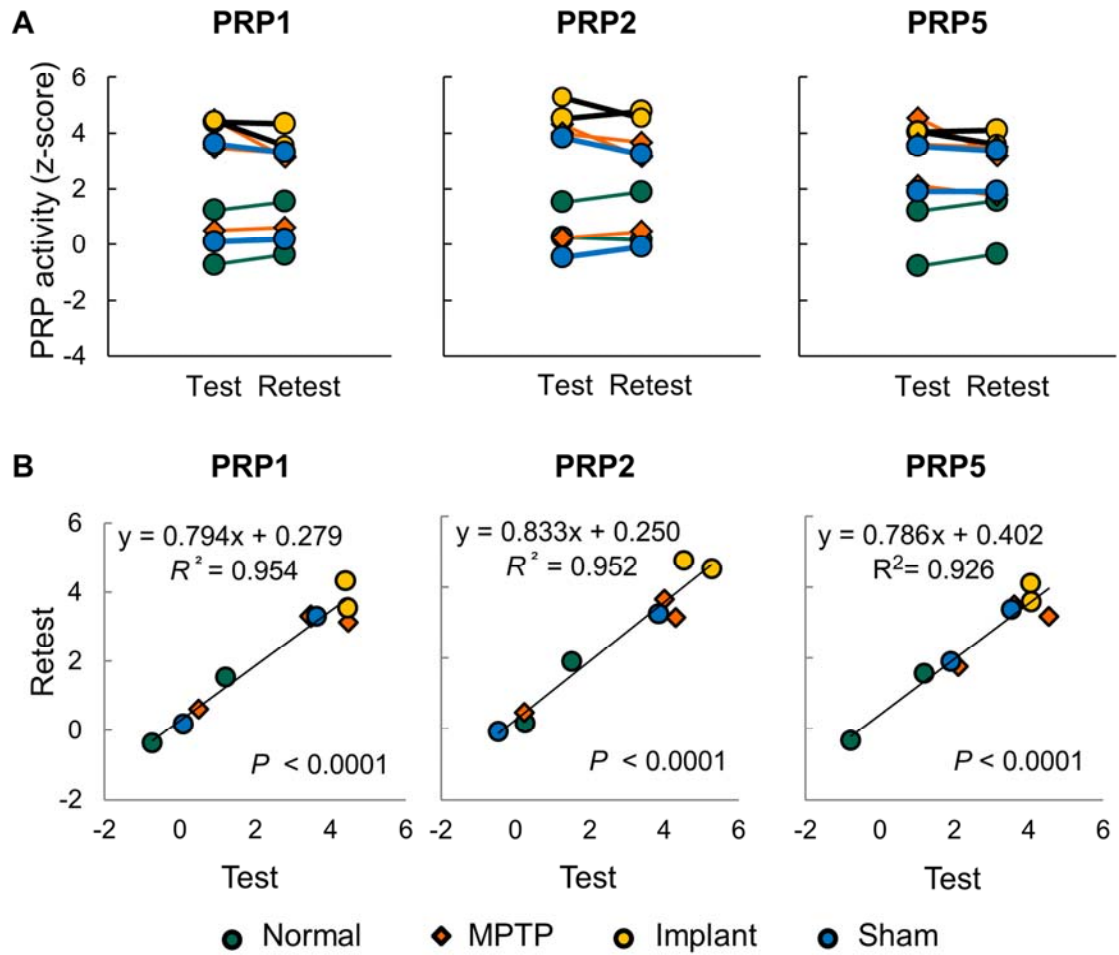 A PRP1 PRP2 PRP5
PRP activity (z-score)
6
4
2
0
-2
-4
Test Retest Test Retest Test Retest
B PRP1 PRP2 PRP5
Retest
6
4
2
0
-2
y = 0.794x + 0.279
R² = 0.954
P < 0.0001
y = 0.833x + 0.250
R² = 0.952
P < 0.0001
y = 0.786x + 0.402
R²= 0.926
P < 0.0001
-2 0 2 4 6 -2 0 2 4 6 -2 0 2 4 6
Test Test Test
Normal MPTP Implant Sham